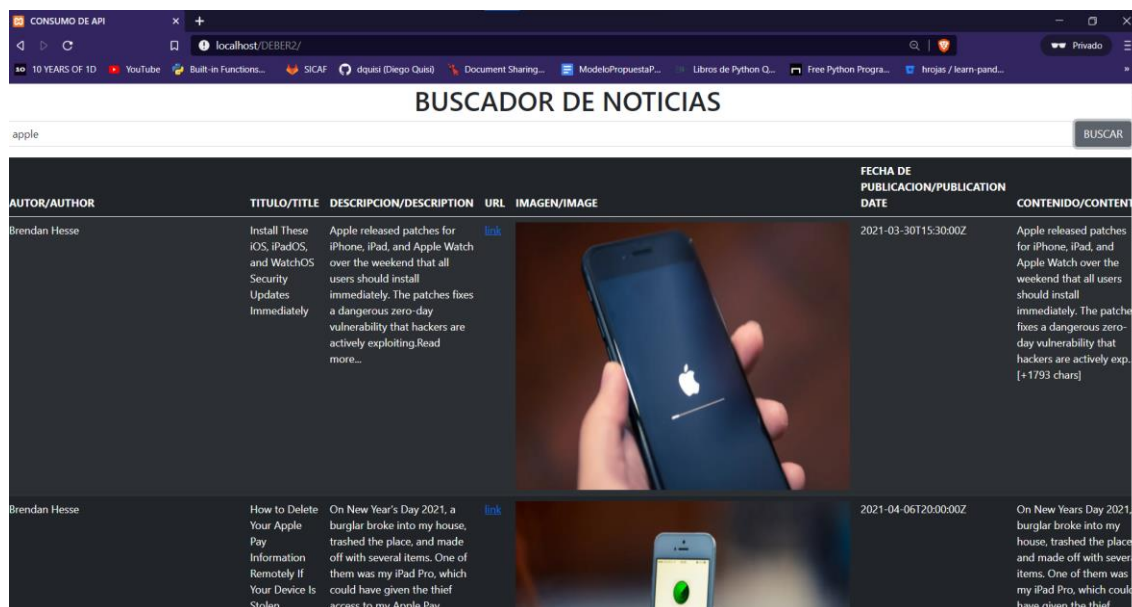 CONSUMO DE API
localhost/DEBER2/
Privado
10 YEARS OF 1D YouTube Built-in Functions... SICAF dquisi (Diego Quisi) Document Sharing... ModeloPropuestaP... Libros de Python Q... Free Python Progra... hrojas / learn-pand...
BUSCADOR DE NOTICIAS
apple
BUSCAR
AUTOR/AUTHOR
TITULO/TITLE
DESCRIPCION/DESCRIPTION
URL
IMAGEN/IMAGE
FECHA DE
PUBLICACION/PUBLICATION
DATE
CONTENIDO/CONTENT
Brendan Hesse
Install These
iOS, iPadOS,
and WatchOS
Security
Updates
Immediately
Apple released patches for
iPhone, iPad, and Apple Watch
over the weekend that all
users should install
immediately. The patches fixes
a dangerous zero-day
vulnerability that hackers are
actively exploiting.Read
more...
link
2021-03-30T15:30:00Z
Apple released patches
for iPhone, iPad, and
Apple Watch over the
weekend that all users
should install
immediately. The patche
fixes a dangerous zero-
day vulnerability that
hackers are actively exp...
[+1793 chars]
Brendan Hesse
How to Delete
Your Apple
Pay
Information
Remotely If
Your Device Is
Stolen
On New Year's Day 2021, a
burglar broke into my house,
trashed the place, and made
off with several items. One of
them was my iPad Pro, which
could have given the thief
access to my Apple Pay
link
2021-04-06T20:00:00Z
On New Years Day 2021,
burglar broke into my
house, trashed the place
and made off with sever
items. One of them was
my iPad Pro, which coul
have given the thief